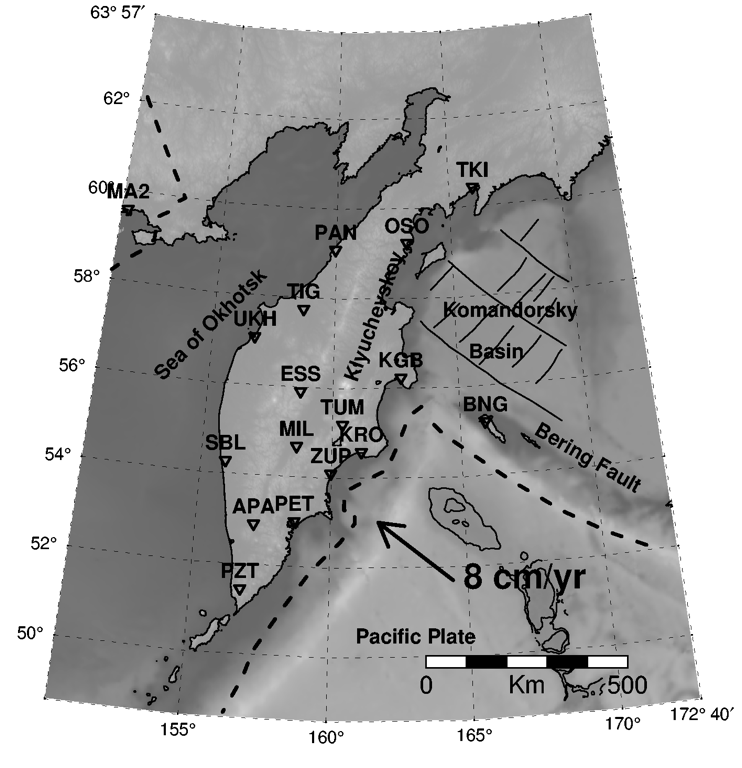 63° 57′
62°
TKI
60°
MA2
OSO
PAN
58°
TIG
Komandorsky
Sea of Okhotsk
UKH
Klyuchevskoy
Basin
56°
KGB
ESS
BNG
TUM
MIL
KRO
54°
SBL
ZUP
Bering Fault
APA
PET
52°
PZT
8 cm/yr
50°
Pacific Plate
0 Km 500
155°
160°
165°
170°
172° 40′